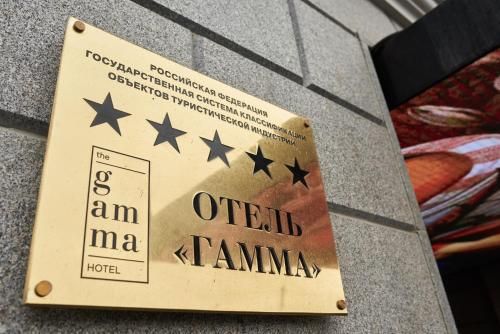 РОССИЙСКАЯ ФЕДЕРАЦИЯ
ГОСУДАРСТВЕННАЯ СИСТЕМА КЛАССИФИКАЦИИ
ОБЪЕКТОВ ТУРИСТИЧЕСКОЙ ИНДУСТРИИ
the
g
am
ma
HOTEL
ОТЕЛЬ
«ГАММА»